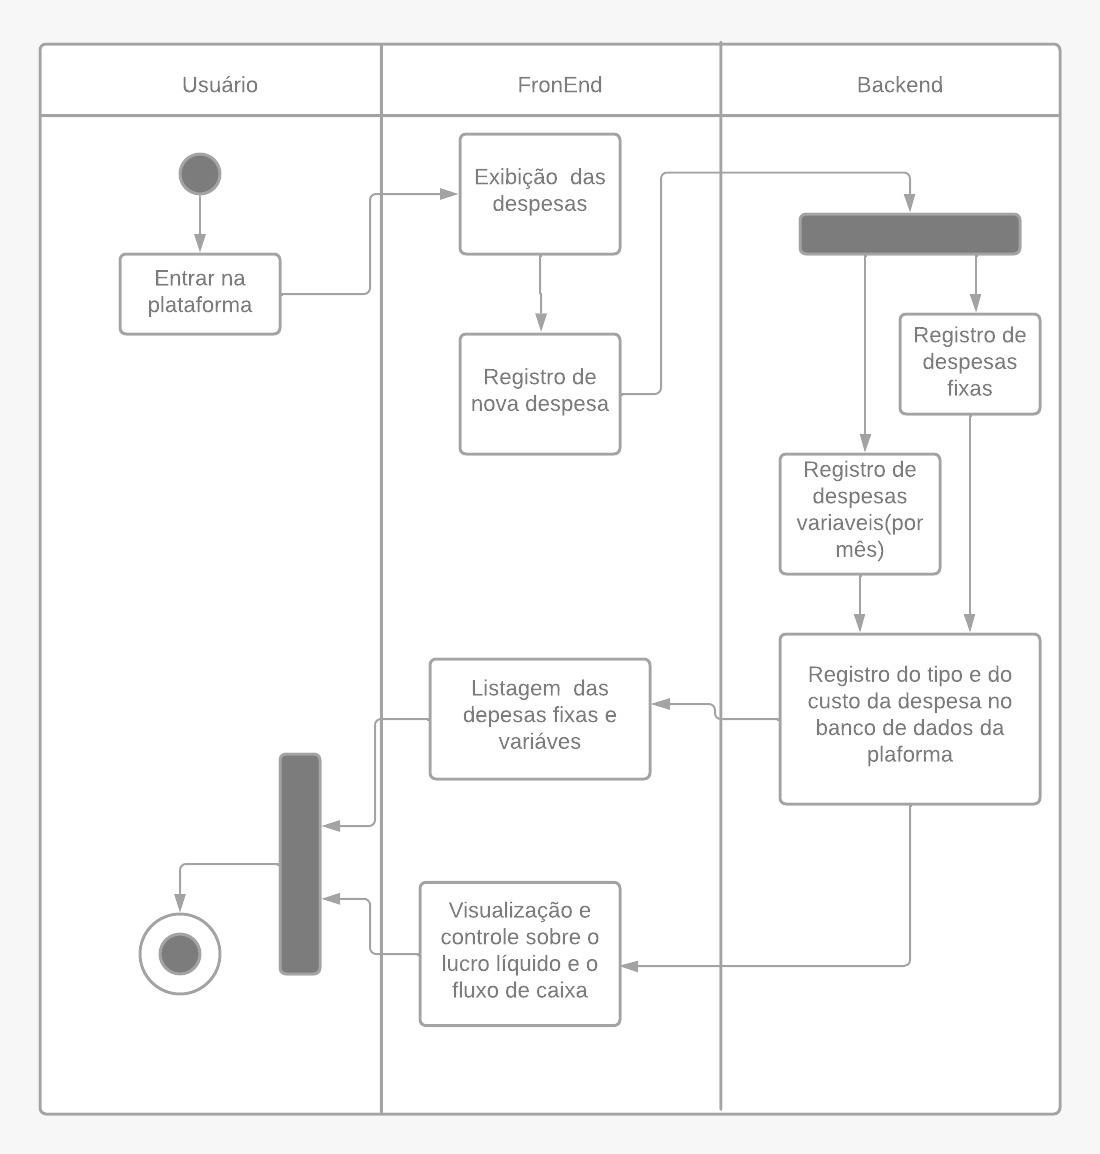 Usuário
FronEnd
Backend
Exibição das
despesas
Entrar na
plataforma
Registro de
nova despesa
Registro de
despesas
fixas
Registro de
despesas
variaveis(por
mês)
Registro do tipo e do
custo da despesa no
banco de dados da
plaforma
Listagem das
depesas fixas e
variáves
Visualização e
controle sobre o
lucro líquido e o
fluxo de caixa